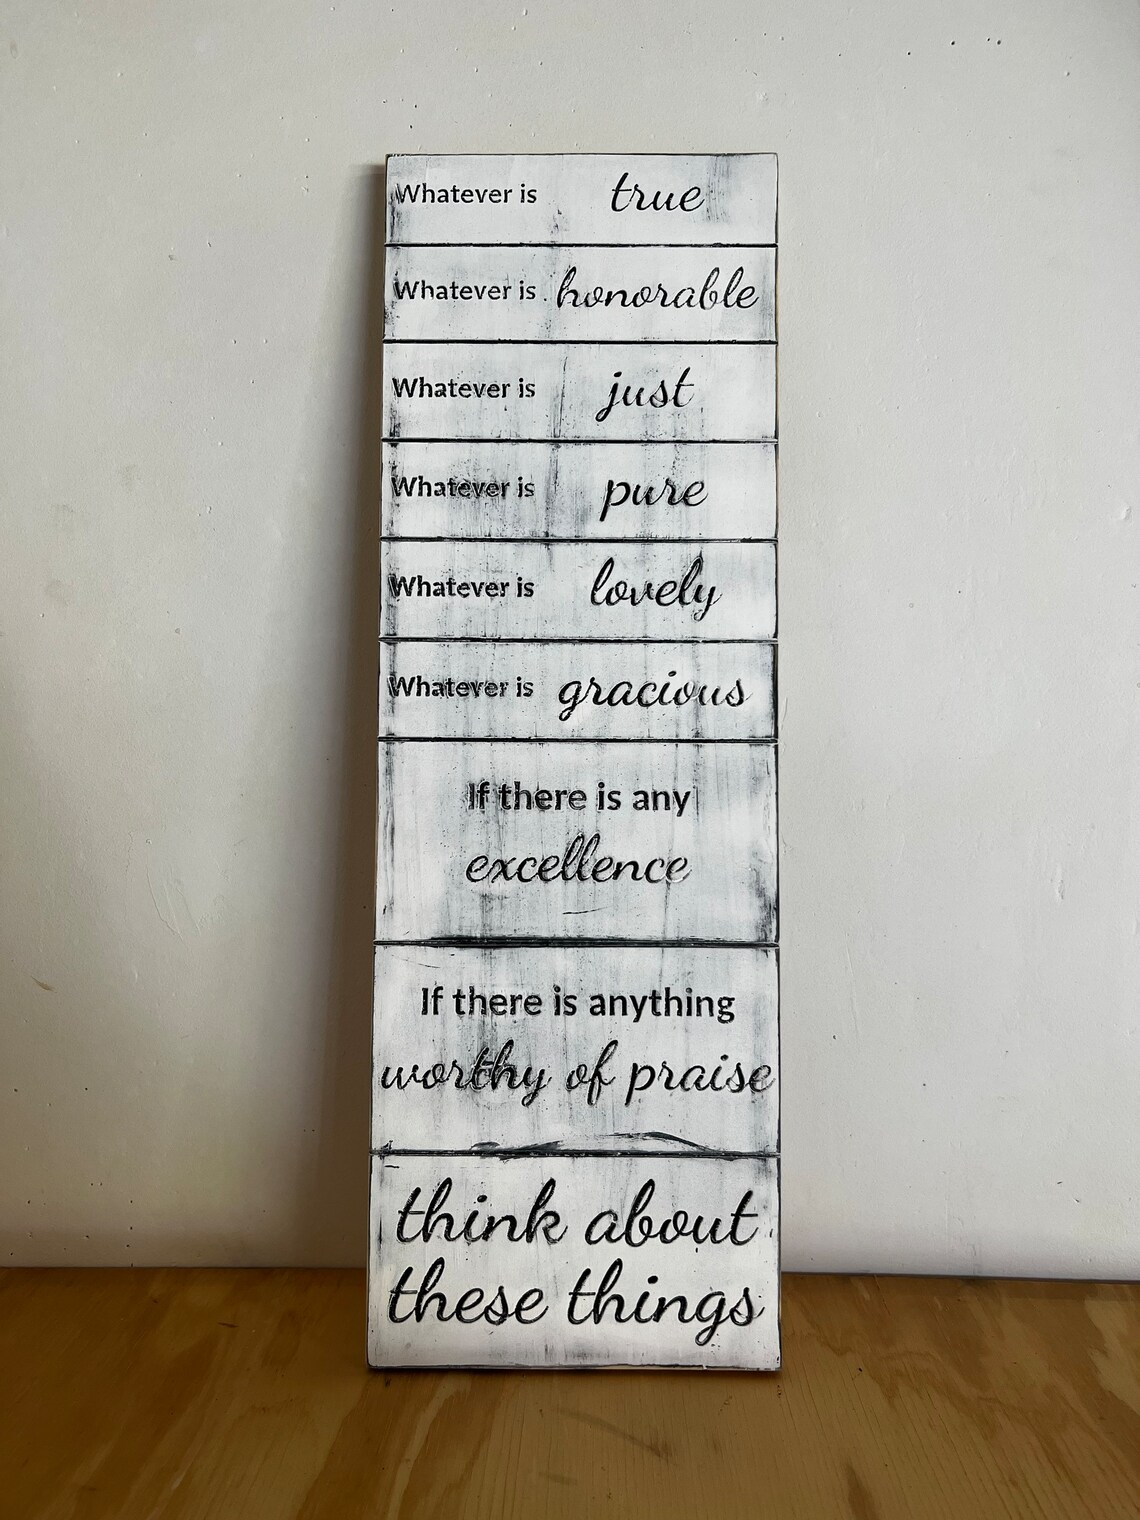 Whatever is true
Whatever is honorable
Whatever is just
Whatever is pure
Whatever is lovely
Whatever is gracious
If there is any
excellence
If there is anything
worthy of praise
think about
these things